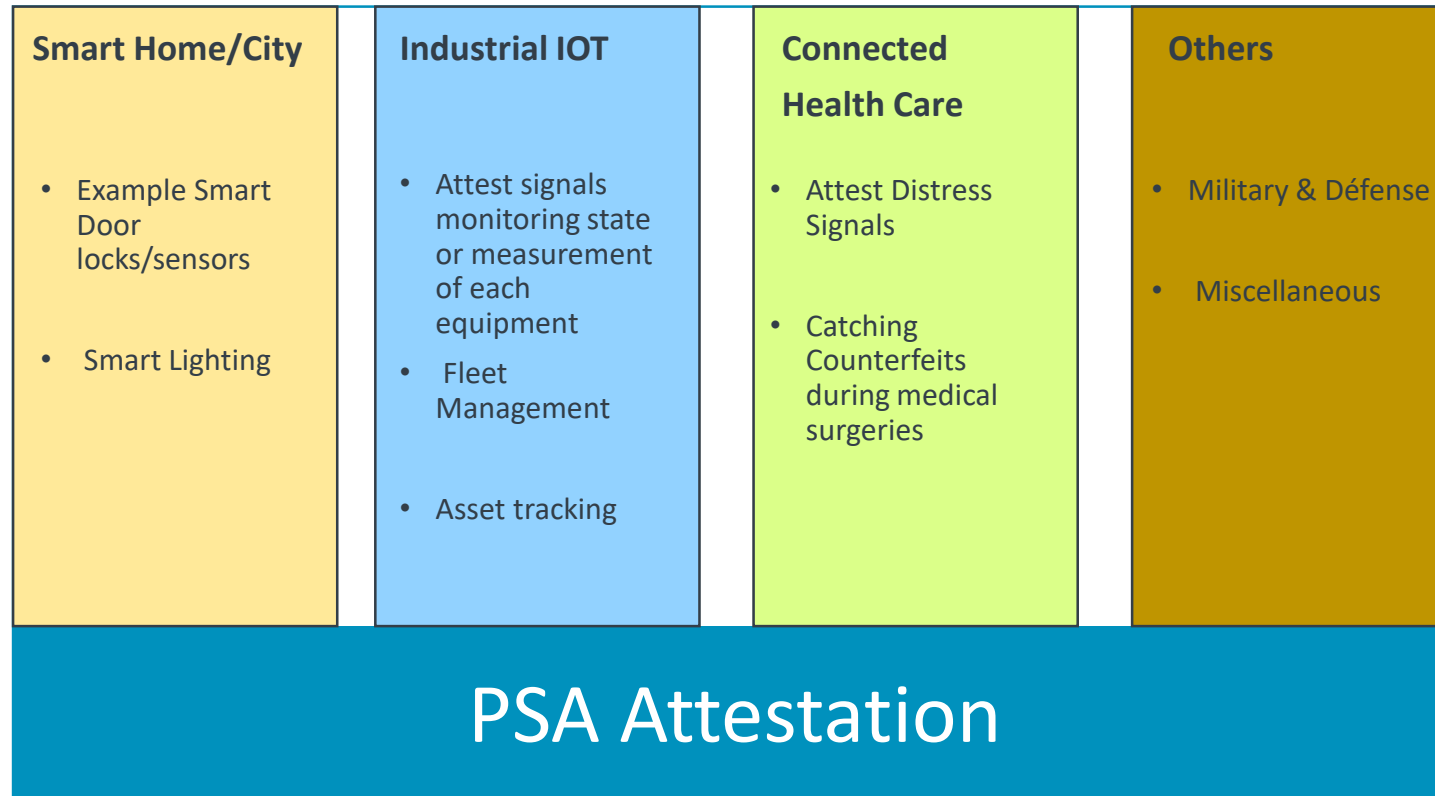 Smart Home/City
• Example Smart
Door
locks/sensors
• Smart Lighting
Industrial IOT
• Attest signals
monitoring state
or measurement
of each
equipment
• Fleet
Management
• Asset tracking
Connected
Health Care
• Attest Distress
Signals
• Catching
Counterfeits
during medical
surgeries
Others
• Military & Défense
• Miscellaneous
PSA Attestation